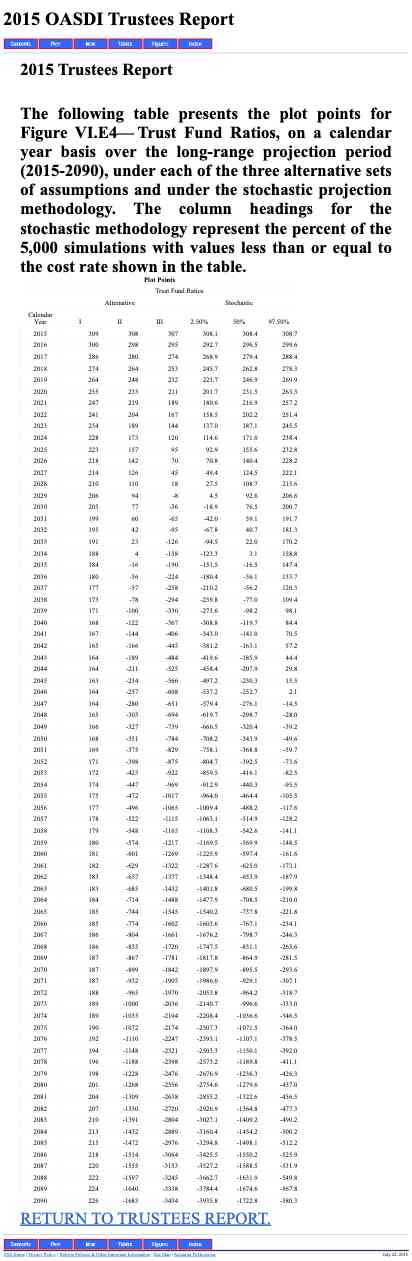 2015 OASDI Trustees Report
Contents Prev Next Tables Figures Index
2015 Trustees Report
The following table presents the plot points for
Figure VI.E4—Trust Fund Ratios, on a calendar
year basis over the long-range projection period
(2015-2090), under each of the three alternative sets
of assumptions and under the stochastic projection
methodology. The column headings for the
stochastic methodology represent the percent of the
5,000 simulations with values less than or equal to
the cost rate shown in the table.
Plot Points
Trust Fund Ratios
Alternative Stochastic
Calendar
Year I II III 2.50% 50% 97.50%
2015 309 308 307 308.1 308.4 308.7
2016 300 298 295 292.7 296.5 299.6
2017 286 280 274 268.9 279.4 288.4
2018 274 264 253 245.7 262.8 278.3
2019 264 248 232 223.7 246.9 269.9
2020 255 233 211 201.7 231.5 263.3
2021 247 219 189 180.6 216.9 257.2
2022 241 204 167 158.5 202.2 251.4
2023 234 189 144 137.0 187.1 245.5
2024 228 173 120 114.6 171.6 238.4
2025 223 157 95 92.9 155.6 232.8
2026 218 142 70 70.8 140.4 228.2
2027 214 126 45 49.4 124.5 222.1
2028 210 110 18 27.5 108.7 215.6
2029 206 94 -8 4.5 92.6 206.6
2030 203 77 -36 -18.9 76.5 200.7
2031 199 60 -65 -42.0 59.1 191.7
2032 195 42 -95 -67.8 40.7 181.3
2033 191 23 -126 -94.5 22.0 170.2
2034 188 4 -158 -123.3 3.1 158.8
2035 184 -16 -190 -151.5 -16.5 147.4
2036 180 -36 -224 -180.4 -36.1 133.7
2037 177 -57 -258 -210.2 -56.2 120.3
2038 173 -78 -294 -239.8 -77.0 109.4
2039 171 -100 -330 -273.6 -98.2 98.1
2040 168 -122 -367 -308.8 -119.7 84.4
2041 167 -144 -406 -343.0 -141.0 70.5
2042 165 -166 -445 -381.2 -163.1 57.2
2043 164 -189 -484 -419.6 -185.9 44.4
2044 164 -211 -525 -458.4 -207.9 29.8
2045 163 -234 -566 -497.2 -230.3 15.5
2046 164 -257 -608 -537.2 -252.7 2.1
2047 164 -280 -651 -579.4 -276.1 -14.5
2048 165 -303 -694 -619.7 -298.7 -28.0
2049 166 -327 -739 -666.5 -320.4 -39.2
2050 168 -351 -784 -708.2 -343.9 -49.6
2051 169 -375 -829 -758.1 -368.8 -59.7
2052 171 -398 -875 -804.7 -392.5 -73.6
2053 172 -423 -922 -859.5 -416.1 -82.5
2054 174 -447 -969 -912.9 -440.3 -95.5
2055 175 -472 -1017 -964.0 -464.4 -105.5
2056 177 -496 -1065 -1009.4 -488.2 -117.6
2057 178 -522 -1115 -1063.1 -514.9 -128.2
2058 179 -548 -1165 -1108.3 -542.6 -141.1
2059 180 -574 -1217 -1169.5 -569.9 -148.5
2060 181 -601 -1269 -1225.9 -597.4 -161.6
2061 182 -629 -1322 -1287.6 -625.0 -173.1
2062 183 -657 -1377 -1348.4 -653.9 -187.9
2063 183 -685 -1432 -1401.8 -680.5 -199.8
2064 184 -714 -1488 -1477.9 -708.5 -210.0
2065 185 -744 -1545 -1540.2 -737.8 -221.8
2066 185 -774 -1602 -1603.6 -767.1 -234.1
2067 186 -804 -1661 -1676.2 -798.7 -246.3
2068 186 -835 -1720 -1747.5 -831.1 -263.6
2069 187 -867 -1781 -1817.8 -864.9 -281.5
2070 187 -899 -1842 -1897.9 -895.5 -293.6
2071 187 -932 -1905 -1986.0 -929.1 -307.1
2072 188 -965 -1970 -2053.8 -964.2 -318.7
2073 189 -1000 -2036 -2140.7 -996.6 -333.0
2074 189 -1035 -2104 -2208.4 -1036.6 -346.5
2075 190 -1072 -2174 -2307.3 -1071.5 -364.0
2076 192 -1110 -2247 -2393.1 -1107.1 -378.5
2077 194 -1148 -2321 -2503.3 -1150.1 -392.0
2078 196 -1188 -2398 -2573.2 -1189.8 -411.1
2079 198 -1228 -2476 -2676.9 -1236.3 -426.3
2080 201 -1268 -2556 -2754.6 -1279.6 -437.0
2081 204 -1309 -2638 -2855.2 -1322.6 -456.5
2082 207 -1350 -2720 -2926.9 -1364.8 -477.3
2083 210 -1391 -2804 -3027.1 -1409.2 -490.2
2084 213 -1432 -2889 -3160.4 -1454.2 -500.2
2085 215 -1472 -2976 -3294.8 -1498.1 -512.2
2086 218 -1514 -3064 -3425.5 -1550.2 -525.9
2087 220 -1555 -3153 -3527.2 -1588.5 -531.9
2088 222 -1597 -3245 -3662.7 -1631.9 -549.8
2089 224 -1640 -3338 -3784.4 -1674.6 -567.8
2090 226 -1683 -3434 -3935.8 -1722.8 -580.3
RETURN TO TRUSTEES REPORT.
Contents Prev Next Tables Figures Index
SSA Home | Privacy Policy | Website Policies & Other Important Information | Site Map | Actuarial Publications July 22, 2015